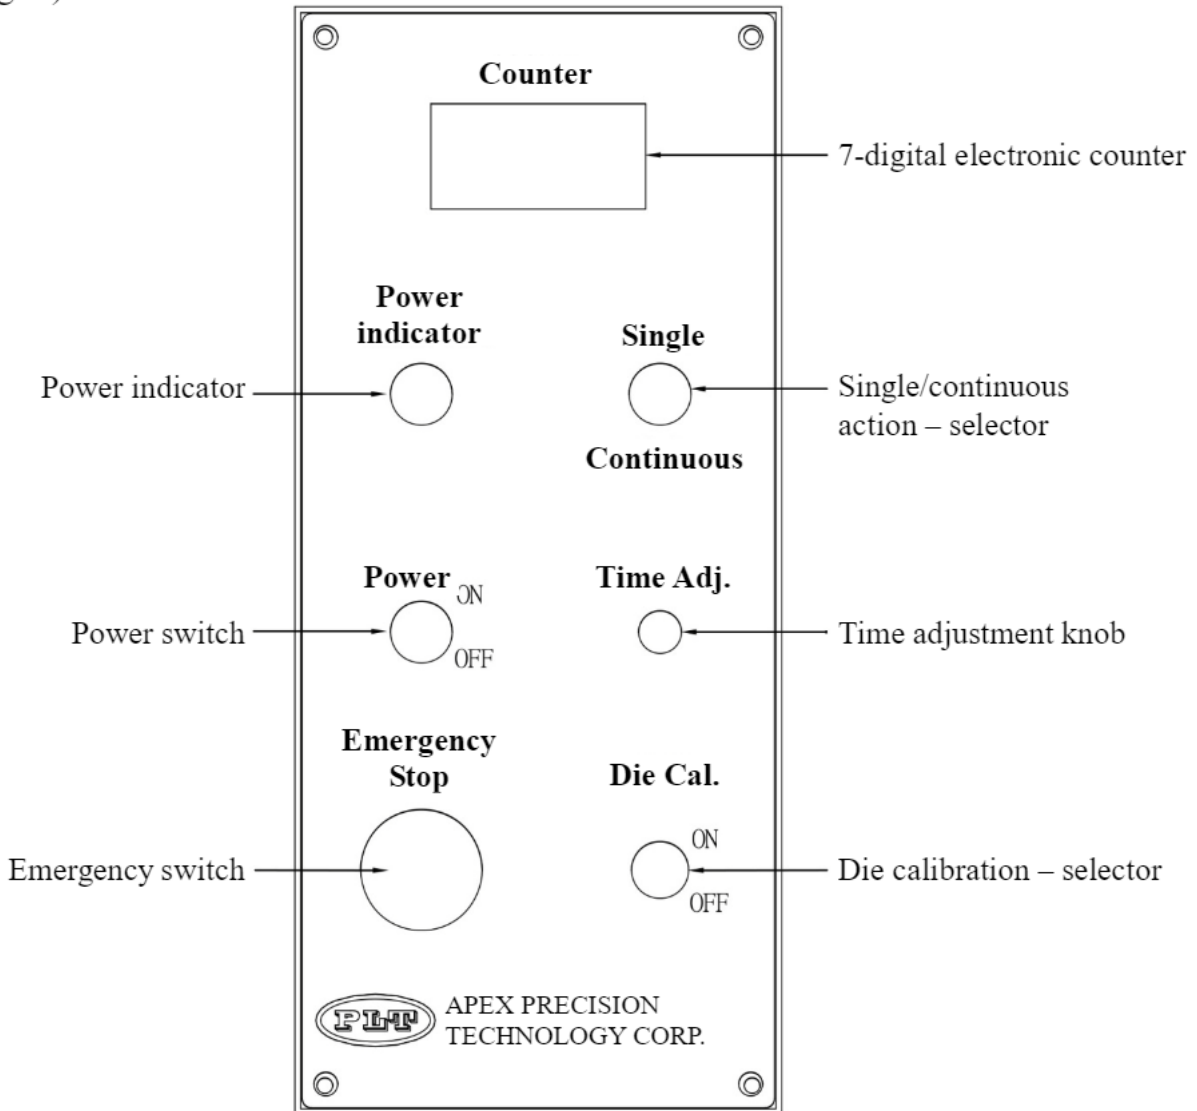 Counter
7-digital electronic counter
Power
indicator
Single
Power indicator
Single/continuous
action – selector
Continuous
Power
ON
OFF
Time Adj.
Power switch
Time adjustment knob
Emergency
Stop
Die Cal.
ON
OFF
Emergency switch
Die calibration – selector
PLT
APEX PRECISION
TECHNOLOGY CORP.